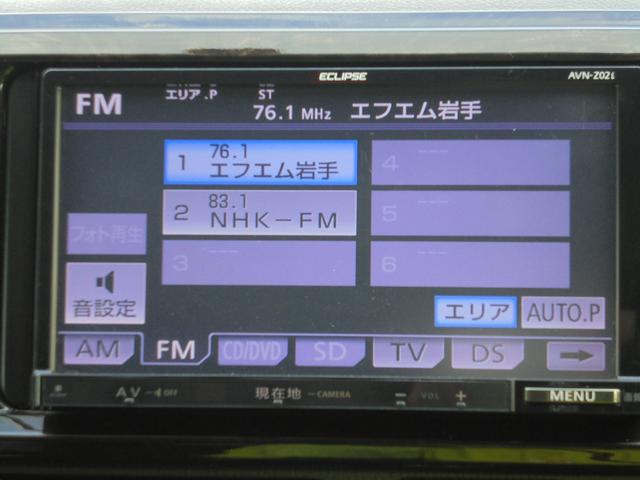 ECLIPSE
AVN-Z02i
FM
エリア.P
ST
76.1 MHz エフエム岩手
1 76.1 エフエム岩手
4 ---
2 83.1 NHK-FM
5 ---
フォト再生
3 ---
6 ---
音設定
エリア
AUTO.P
AM
FM
CD/DVD
SD
TV
DS
AV
OFF
現在地
CAMERA
VOL
MENU